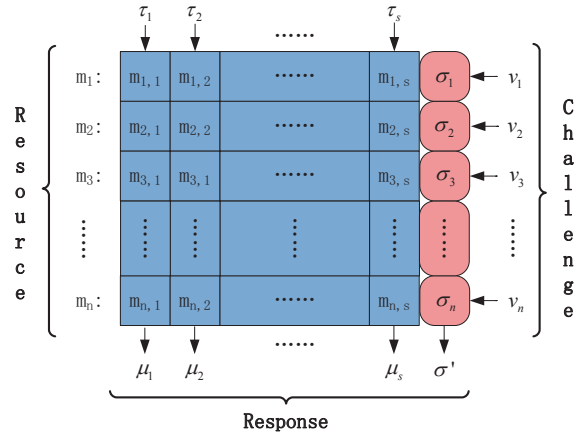 τ₁ τ₂ …… τₛ
m₁: m₁,₁ m₁,₂ …… m₁,ₛ σ₁ v₁
m₂: m₂,₁ m₂,₂ …… m₂,ₛ σ₂ v₂
m₃: m₃,₁ m₃,₁ …… m₃,ₛ σ₃ v₃
…… …… …… …… …… …… ……
mₙ: mₙ,₁ mₙ,₂ …… mₙ,ₛ σₙ vₙ
μ₁ μ₂ …… μₛ σ'
Resource
Challenge
Response